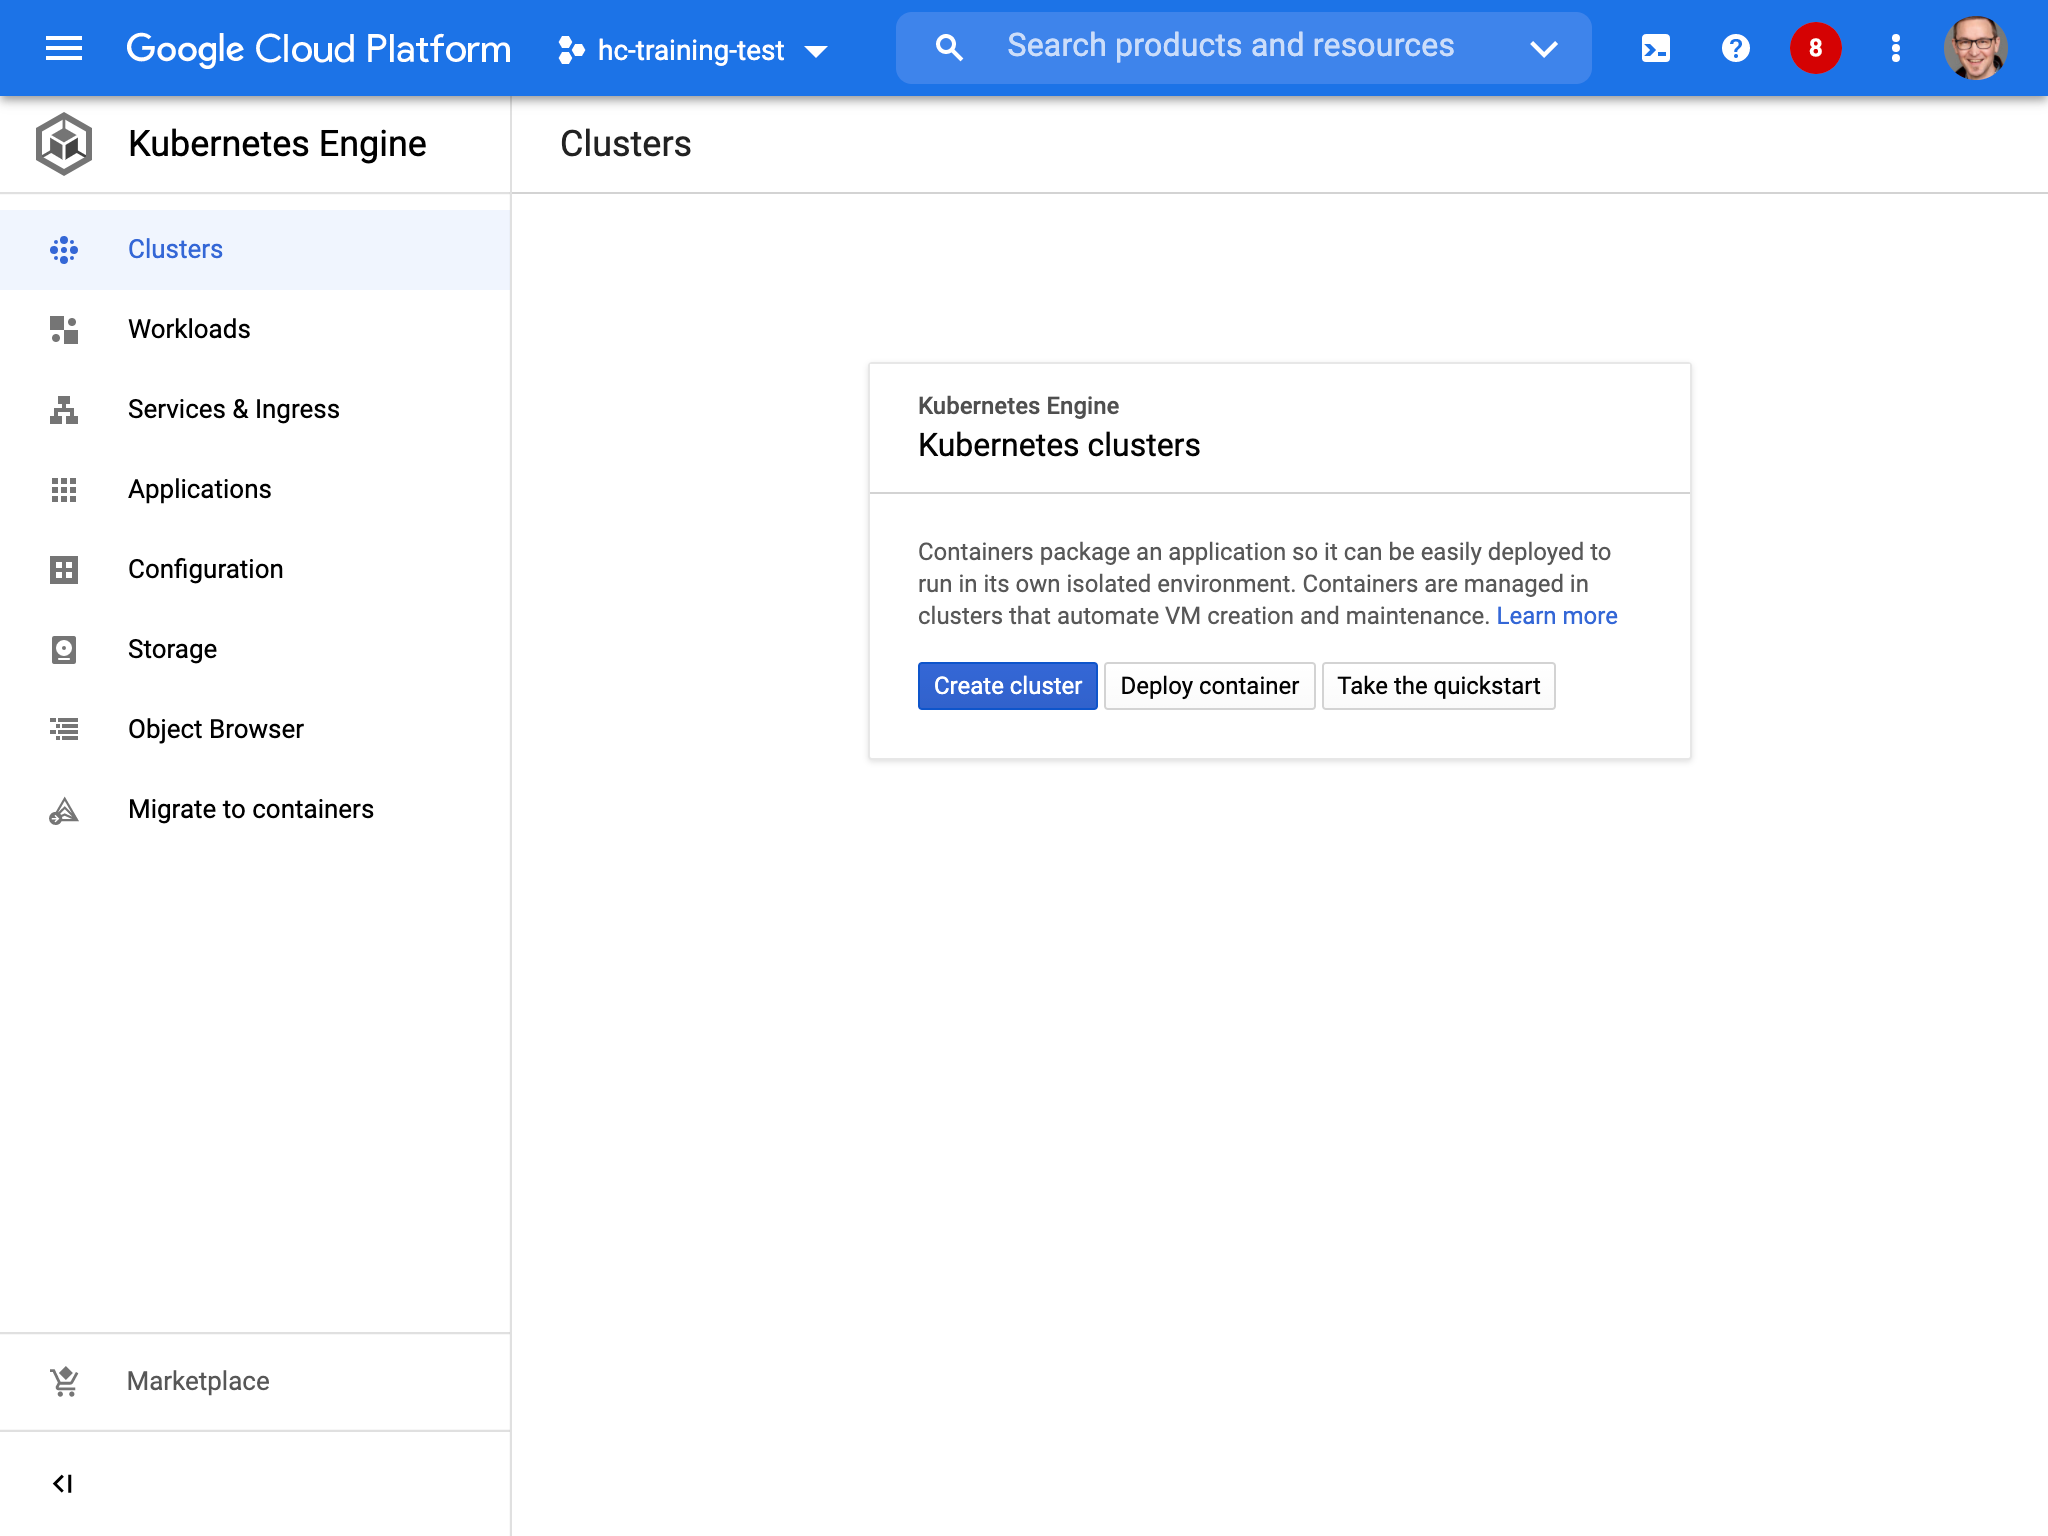 Google Cloud Platform
hc-training-test
Search products and resources
8
Kubernetes Engine
Clusters
Clusters
Workloads
Services & Ingress
Applications
Configuration
Storage
Object Browser
Migrate to containers
Marketplace
Kubernetes Engine
Kubernetes clusters
Containers package an application so it can be easily deployed to
run in its own isolated environment. Containers are managed in
clusters that automate VM creation and maintenance. Learn more
Create cluster
Deploy container
Take the quickstart